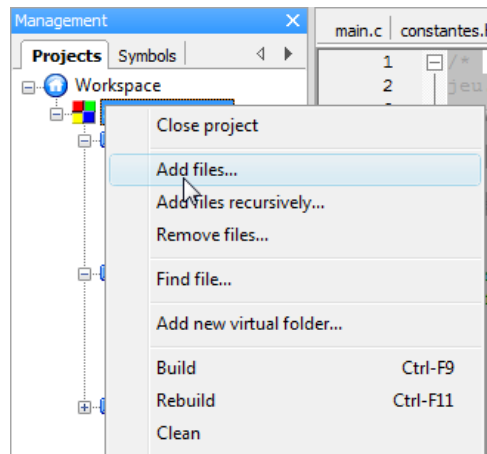 Management
main.c constantes.
Projects Symbols
1 /*
2 jeu
Workspace
Close project
Add files...
Add files recursively...
Remove files...
Find file...
Add new virtual folder...
Build Ctrl-F9
Rebuild Ctrl-F11
Clean